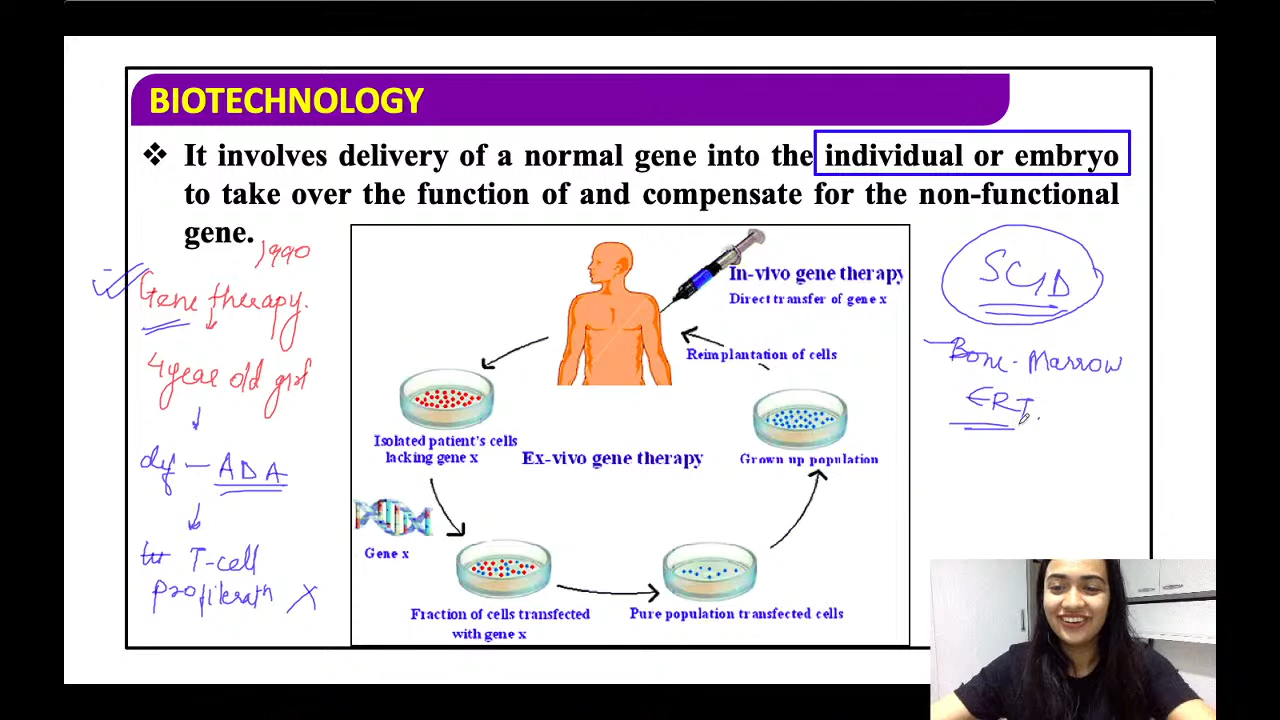 BIOTECHNOLOGY
❖ It involves delivery of a normal gene into the individual or embryo
to take over the function of and compensate for the non-functional
gene.
1990
Gene therapy.
4 year old girl
def - ADA
T-cell
X
In-vivo gene therapy
Direct transfer of gene x
Reimplantation of cells
Isolated patient's cells
lacking gene x
Ex-vivo gene therapy
Grown up population
Gene x
Fraction of cells transfected
with gene x
Pure population transfected cells
SCID
Bone-Marrow
ERT.